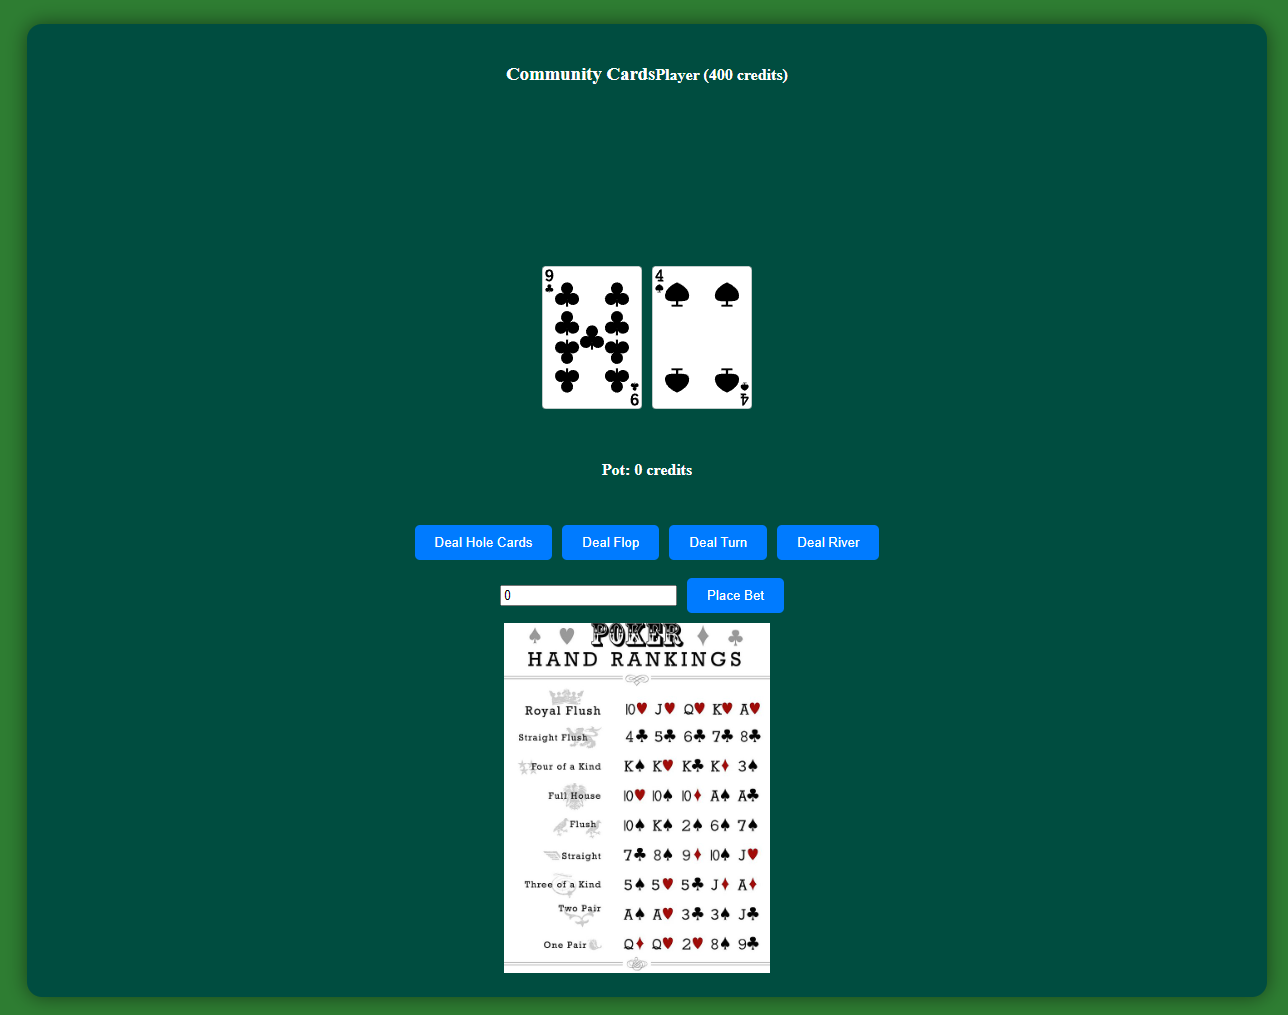 Community CardsPlayer (400 credits)
9 4
9 4
Pot: 0 credits
Deal Hole Cards Deal Flop Deal Turn Deal River
0 Place Bet
POKER
HAND RANKINGS
Royal Flush 10♥ J♥ Q♥ K♥ A♥
Straight Flush 4♣ 5♣ 6♣ 7♣ 8♣
Four of a Kind K♠ K♥ K♣ K♦ 3♠
Full House 10♥ 10♠ 10♦ A♠ A♣
Flush 10♠ K♠ 2♠ 6♠ 7♠
Straight 7♣ 8♠ 9♦ 10♠ J♥
Three of a Kind 5♠ 5♥ 5♣ J♦ A♦
Two Pair A♠ A♥ 3♣ 3♠ J♣
One Pair Q♦ Q♥ 2♥ 8♠ 9♣